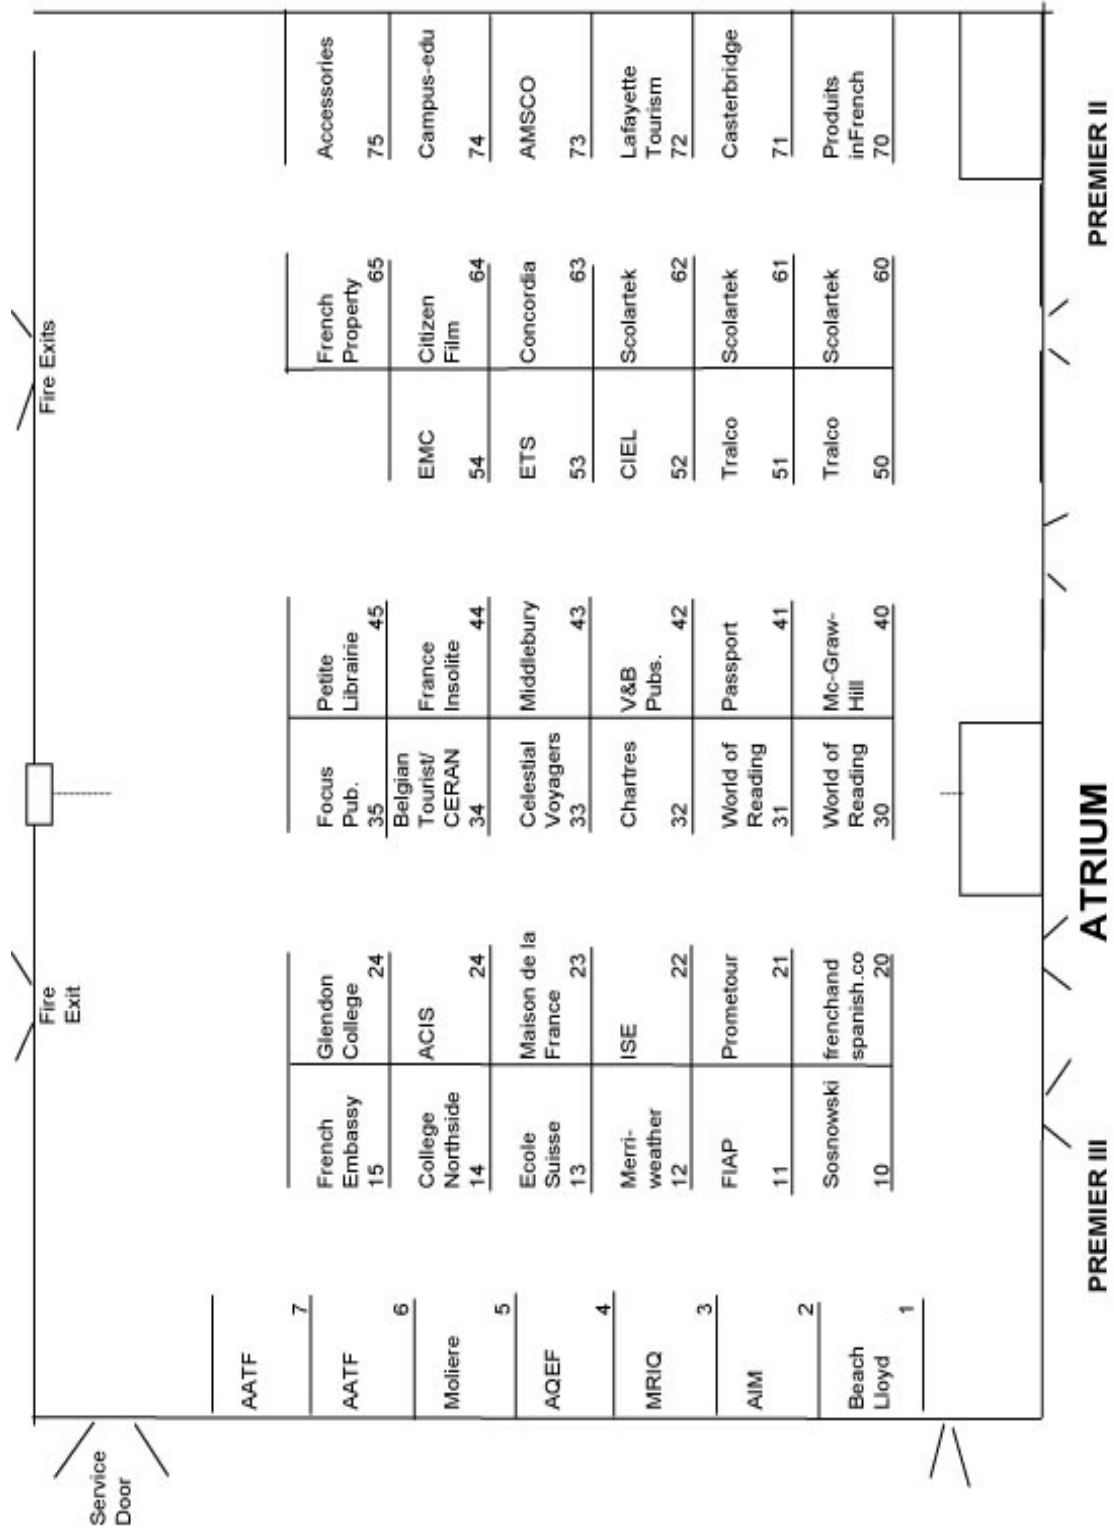 Service
Door
Fire
Exit
Fire Exits
AATF
7
AATF
6
Moliere
5
AQEF
4
MRIQ
3
AIM
2
Beach
Lloyd
1
French
Embassy
15
College
Northside
14
Ecole
Suisse
13
Merri-
weather
12
FIAP
11
Sosnowski
10
Glendon
College
24
ACIS
24
Maison de la
France
23
ISE
22
Prometour
21
frenchand
spanish.co
20
Focus
Pub.
35
Belgian
Tourist/
CERAN
34
Celestial
Voyagers
33
Chartres
32
World of
Reading
31
World of
Reading
30
Petite
Librairie
45
France
Insolite
44
Middlebury
43
V&B
Pubs.
42
Passport
41
Mc-Graw-
Hill
40
EMC
54
ETS
53
CIEL
52
Tralco
51
Tralco
50
French
Property
65
Citizen
Film
64
Concordia
63
Scolartek
62
Scolartek
61
Scolartek
60
Accessories
75
Campus-edu
74
AMSCO
73
Lafayette
Tourism
72
Casterbridge
71
Produits
inFrench
70
PREMIER III
ATRIUM
PREMIER II